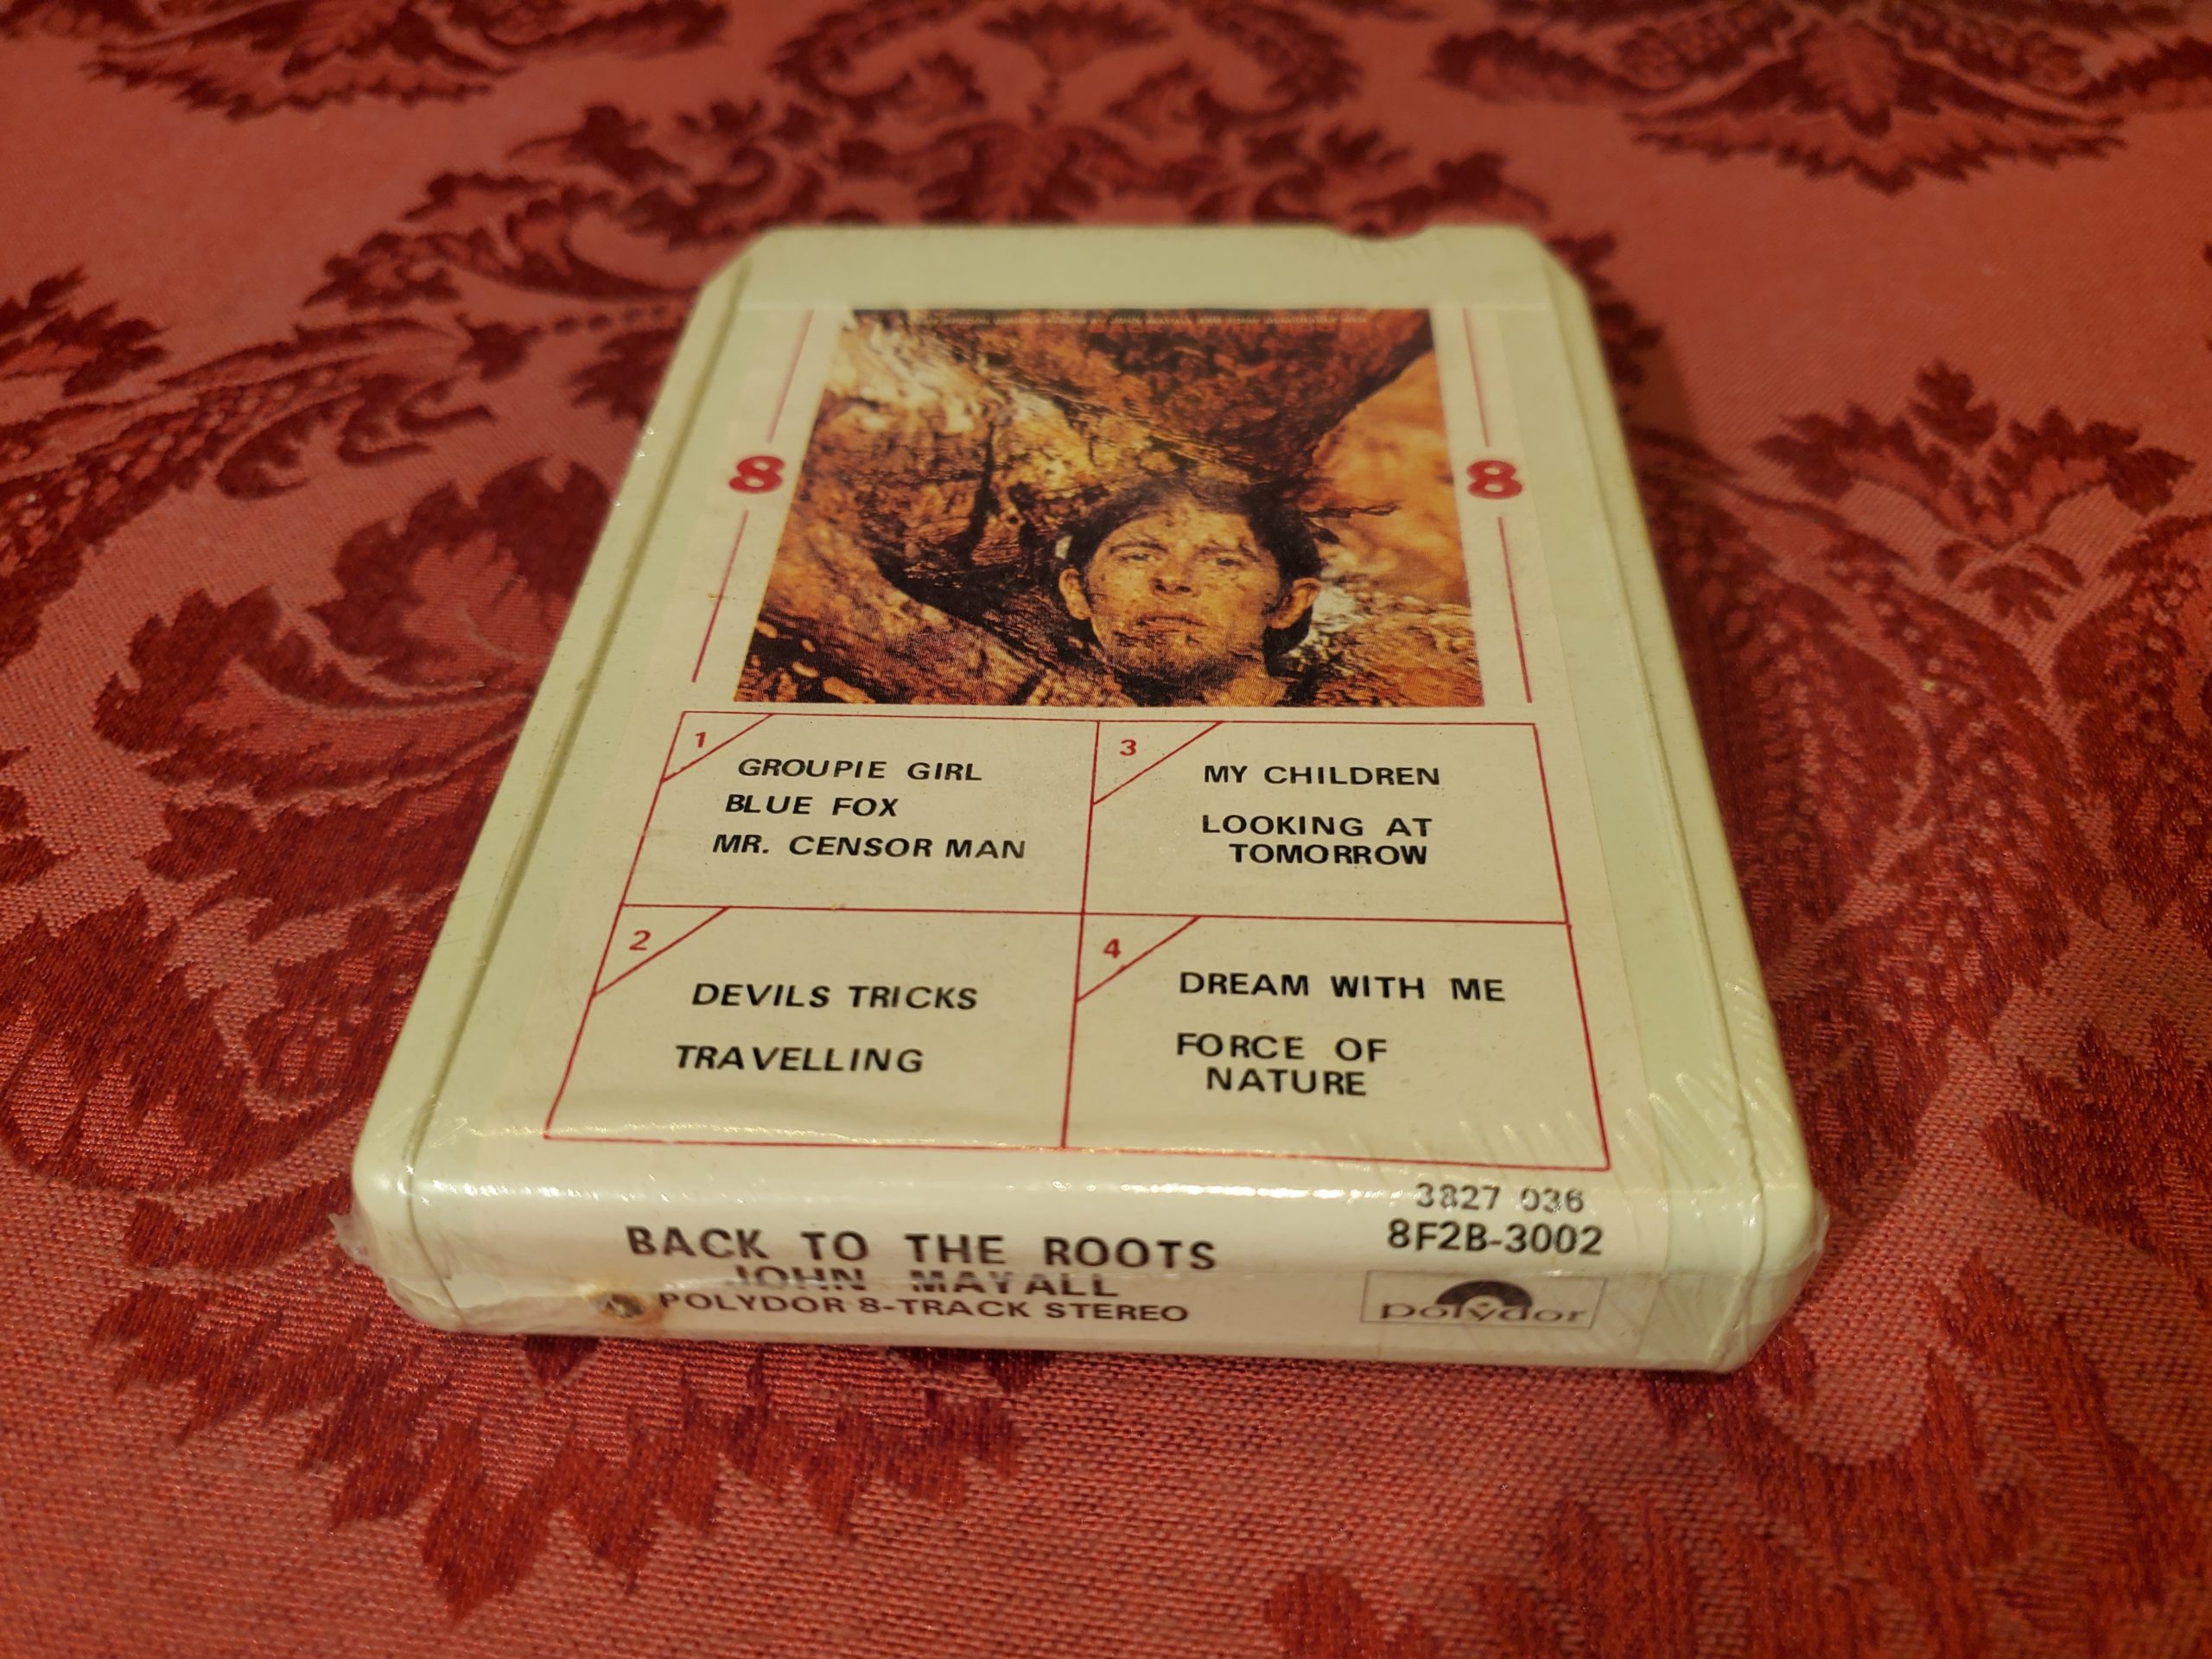 8
8
1
GROUPIE GIRL
BLUE FOX
MR. CENSOR MAN
3
MY CHILDREN
LOOKING AT
TOMORROW
2
DEVILS TRICKS
TRAVELLING
4
DREAM WITH ME
FORCE OF
NATURE
3827 036
8F2B-3002
BACK TO THE ROOTS
JOHN MAYALL
POLYDOR 8-TRACK STEREO
polydor